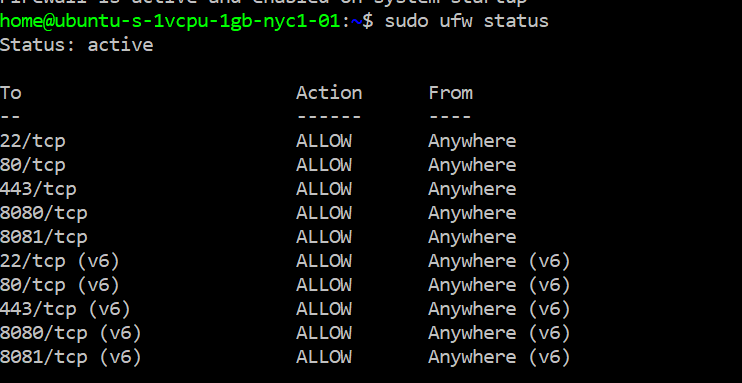 Firewall is active and enabled on system startup
home@ubuntu-s-1vcpu-1gb-nyc1-01:~$ sudo ufw status
Status: active
To Action From
-- ------ ----
22/tcp ALLOW Anywhere
80/tcp ALLOW Anywhere
443/tcp ALLOW Anywhere
8080/tcp ALLOW Anywhere
8081/tcp ALLOW Anywhere
22/tcp (v6) ALLOW Anywhere (v6)
80/tcp (v6) ALLOW Anywhere (v6)
443/tcp (v6) ALLOW Anywhere (v6)
8080/tcp (v6) ALLOW Anywhere (v6)
8081/tcp (v6) ALLOW Anywhere (v6)